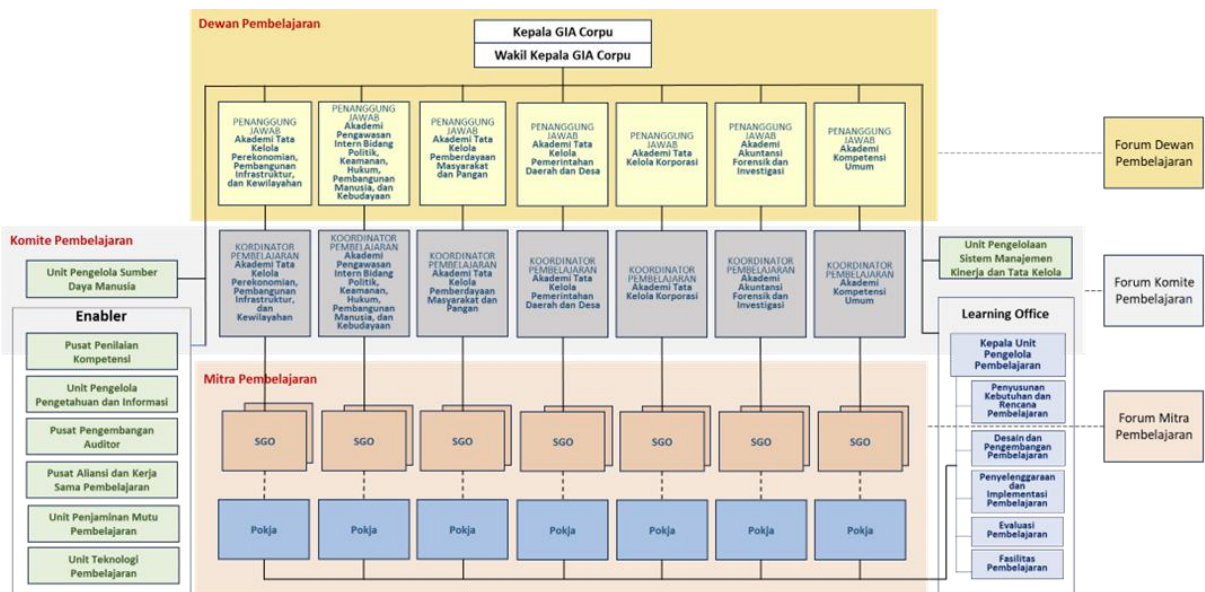 Dewan Pembelajaran
Kepala GIA Corpu
Wakil Kepala GIA Corpu
PENANGGUNG
JAWAB
Akademi Tata
Kelola
Perekonomian,
Pembangunan
Infrastruktur,
dan Kewilayahan
PENANGGUNG
JAWAB
Akademi
Pengawasan
Intern Bidang
Politik,
Keamanan,
Hukum,
Pembangunan
Manusia, dan
Kebudayaan
PENANGGUNG
JAWAB
Akademi Tata
Kelola
Pemberdayaan
Masyarakat
dan Pangan
PENANGGUNG
JAWAB
Akademi Tata
Kelola
Pemerintahan
Daerah dan Desa
PENANGGUNG
JAWAB
Akademi Tata
Kelola Korporasi
PENANGGUNG
JAWAB
Akademi
Akuntansi
Forensik dan
Investigasi
PENANGGUNG
JAWAB
Akademi
Kompetensi
Umum
Forum Dewan
Pembelajaran
Komite Pembelajaran
Unit Pengelola Sumber
Daya Manusia
KORDINATOR
PEMBELAJARAN
Akademi Tata
Kelola
Perekonomian,
Pembangunan
Infrastruktur,
dan
Kewilayahan
KOORDINATOR
PEMBELAJARAN
Akademi
Pengawasan
Intern Bidang
Politik,
Keamanan,
Hukum,
Pembangunan
Manusia, dan
Kebudayaan
KOORDINATOR
PEMBELAJARAN
Akademi Tata
Kelola
Pemberdayaan
Masyarakat dan
Pangan
KOORDINATOR
PEMBELAJARAN
Akademi Tata
Kelola
Pemerintahan
Daerah dan Desa
KOORDINATOR
PEMBELAJARAN
Akademi Tata
Kelola Korporasi
KOORDINATOR
PEMBELAJARAN
Akademi
Akuntansi
Forensik dan
Investigasi
KOORDINATOR
PEMBELAJARAN
Akademi
Kompetensi
Umum
Unit Pengelolaan
Sistem Manajemen
Kinerja dan Tata Kelola
Forum Komite
Pembelajaran
Enabler
Pusat Penilaian
Kompetensi
Unit Pengelola
Pengetahuan dan Informasi
Pusat Pengembangan
Auditor
Pusat Aliansi dan Kerja
Sama Pembelajaran
Unit Penjaminan Mutu
Pembelajaran
Unit Teknologi
Pembelajaran
Mitra Pembelajaran
SGO
SGO
SGO
SGO
SGO
SGO
SGO
Pokja
Pokja
Pokja
Pokja
Pokja
Pokja
Pokja
Learning Office
Kepala Unit
Pengelola
Pembelajaran
Penyusunan
Kebutuhan dan
Rencana
Pembelajaran
Desain dan
Pengembangan
Pembelajaran
Penyelenggaraan
dan
Implementasi
Pembelajaran
Evaluasi
Pembelajaran
Fasilitas
Pembelajaran
Forum Mitra
Pembelajaran